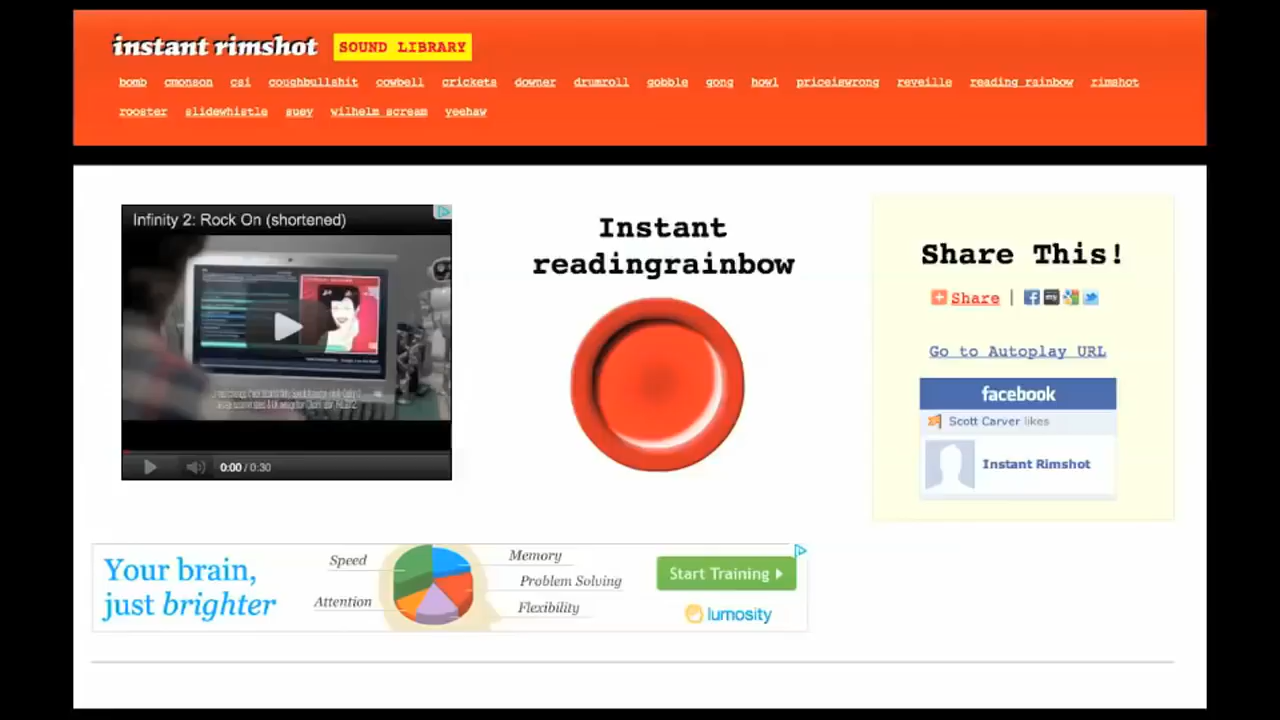 instant rimshot SOUND LIBRARY
bomb cmonson csi coughbullshit cowbell crickets downer drumroll gobble gong howl priceiswrong reveille reading rainbow rimshot
rooster slidewhistle suey wilhelm scream yeehaw
Infinity 2: Rock On (shortened)
0:00 / 0:30
Instant
readingrainbow
Share This!
Share |
Go to Autoplay URL
facebook
Scott Carver likes
Instant Rimshot
Your brain,
just brighter
Speed
Attention
Memory
Problem Solving
Flexibility
Start Training
lumosity